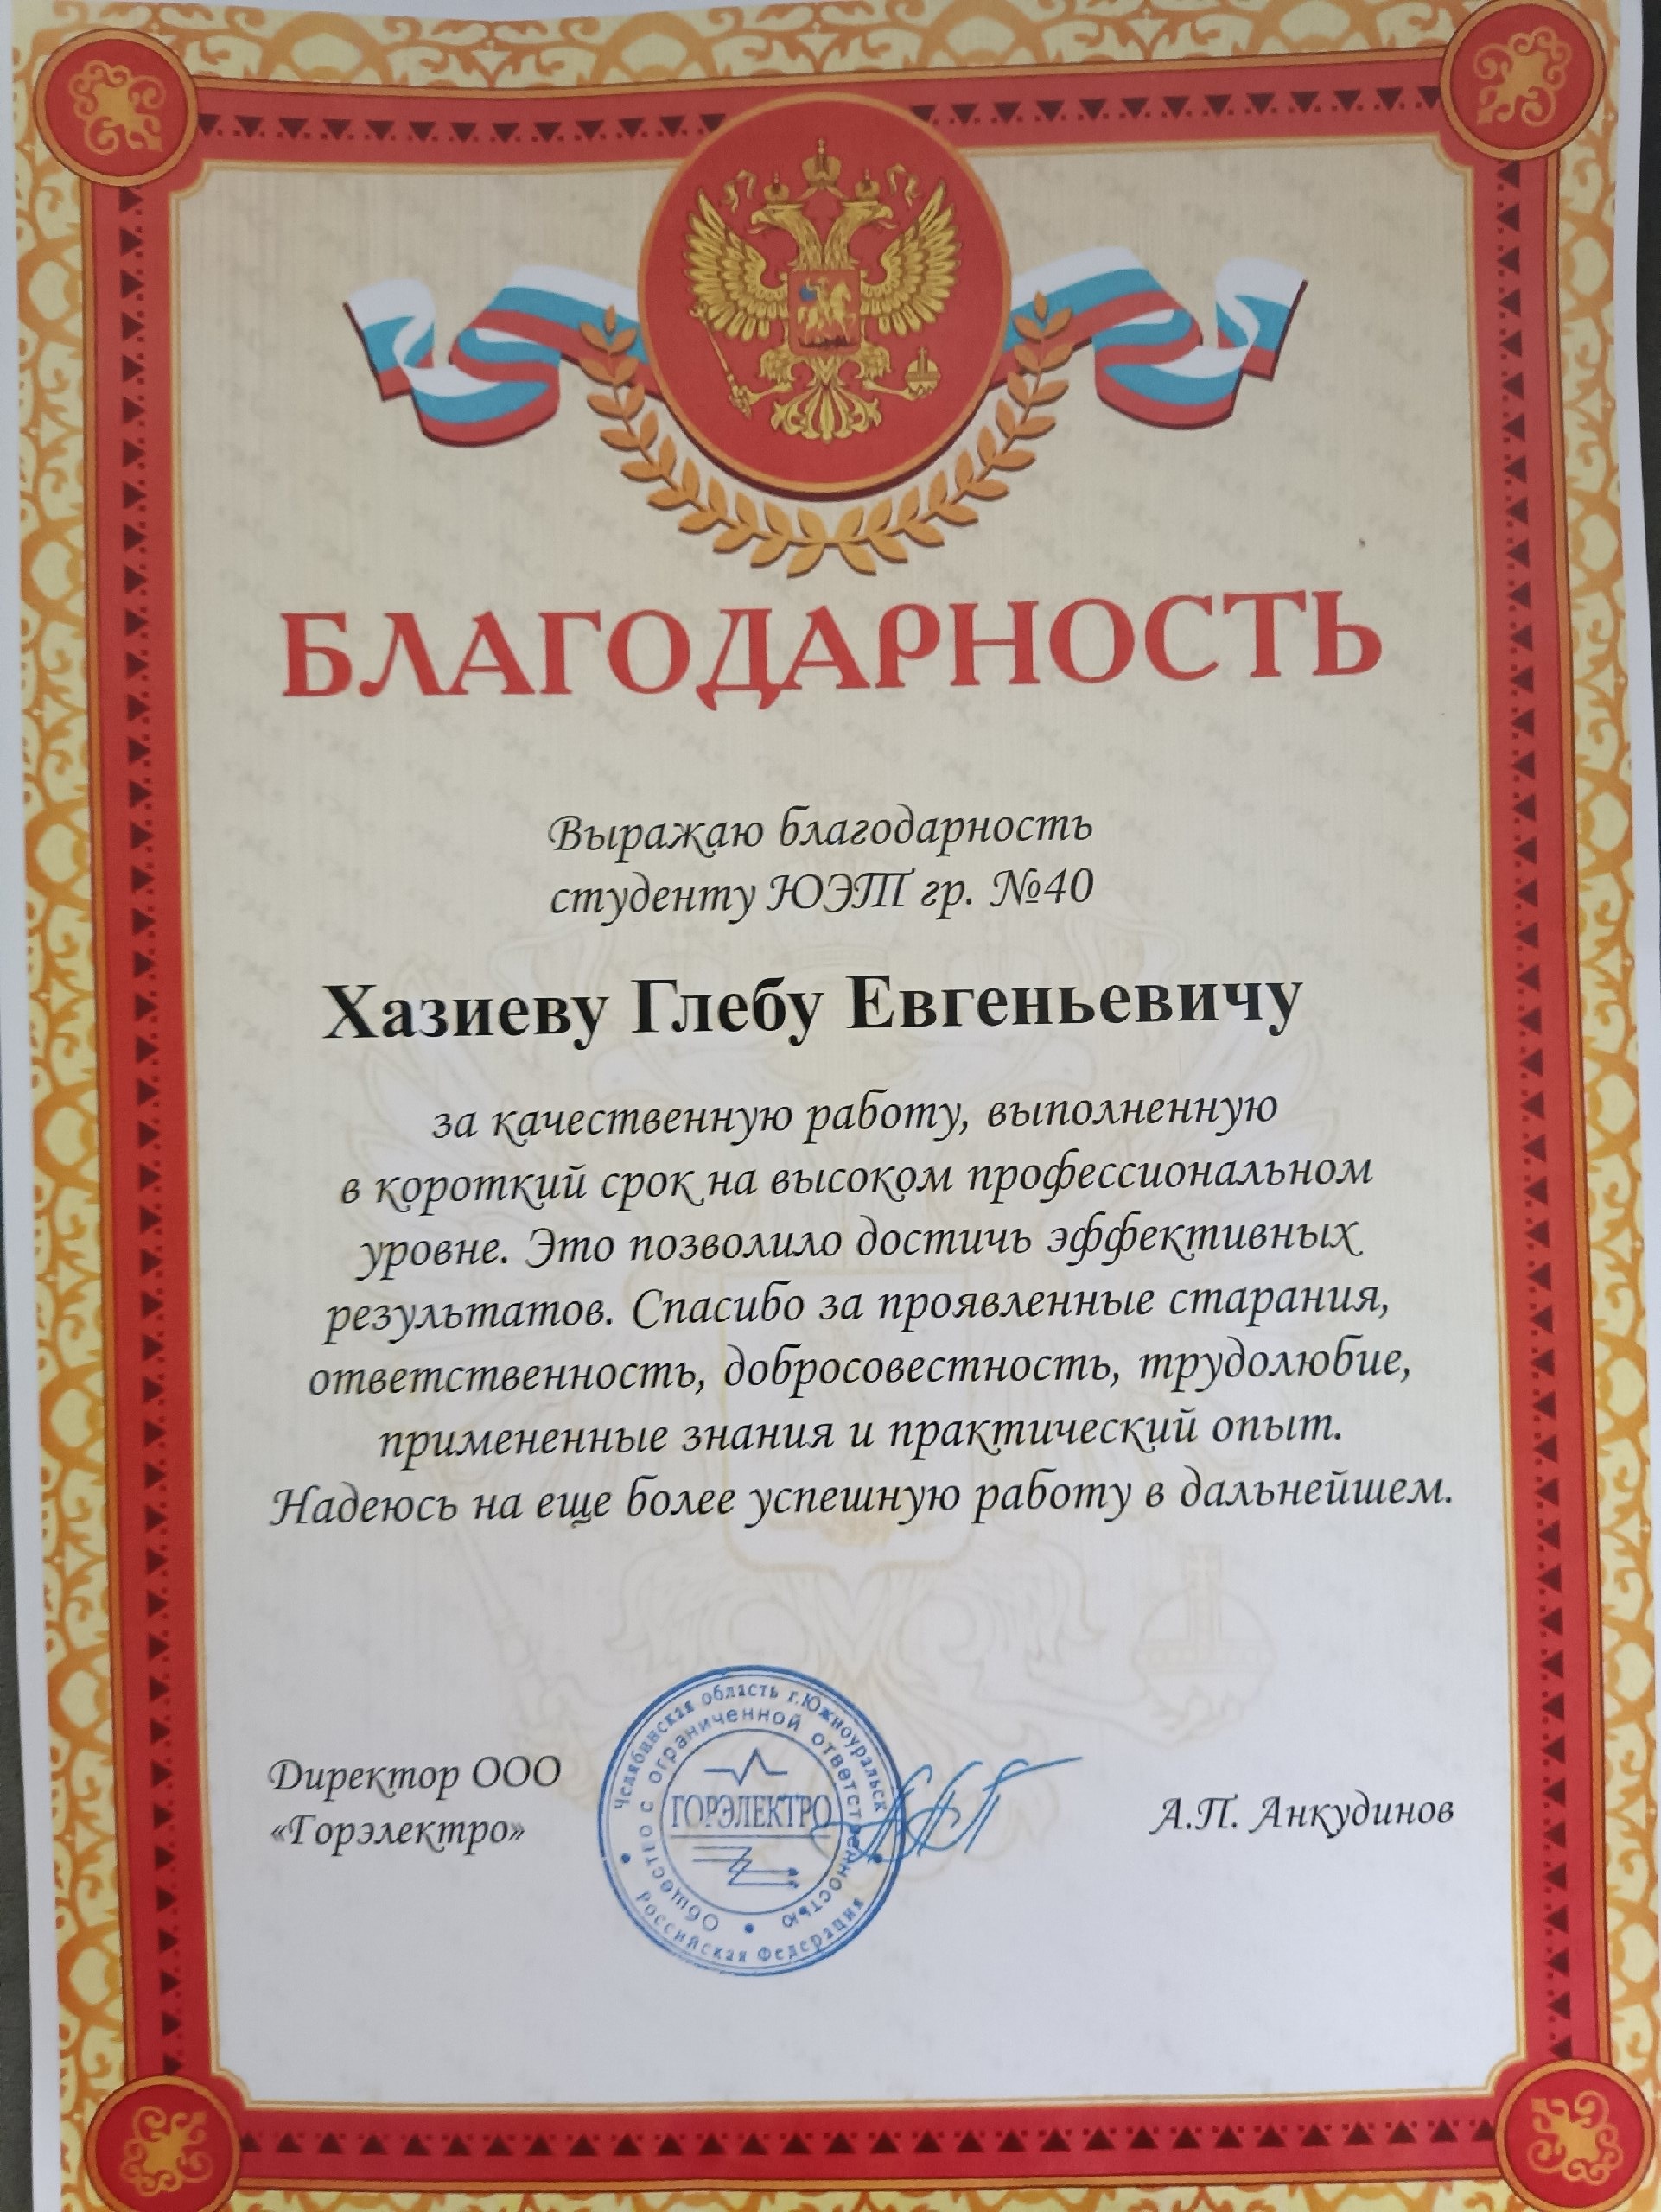 БЛАГОДАРНОСТЬ
Выражаю благодарность
студенту ЮЭТ гр. №40
Хазиеву Глебу Евгеньевичу
за качественную работу, выполненную
в короткий срок на высоком профессиональном
уровне. Это позволило достичь эффективных
результатов. Спасибо за проявленные старания,
ответственность, добросовестность, трудолюбие,
примененные знания и практический опыт.
Надеюсь на еще более успешную работу в дальнейшем.
Директор ООО
«Горэлектро»
Челябинская область г.Южноуральск
Российская Федерация
Общество с ограниченной ответственностью
ГОРЭЛЕКТРО
А.П. Анкудинов